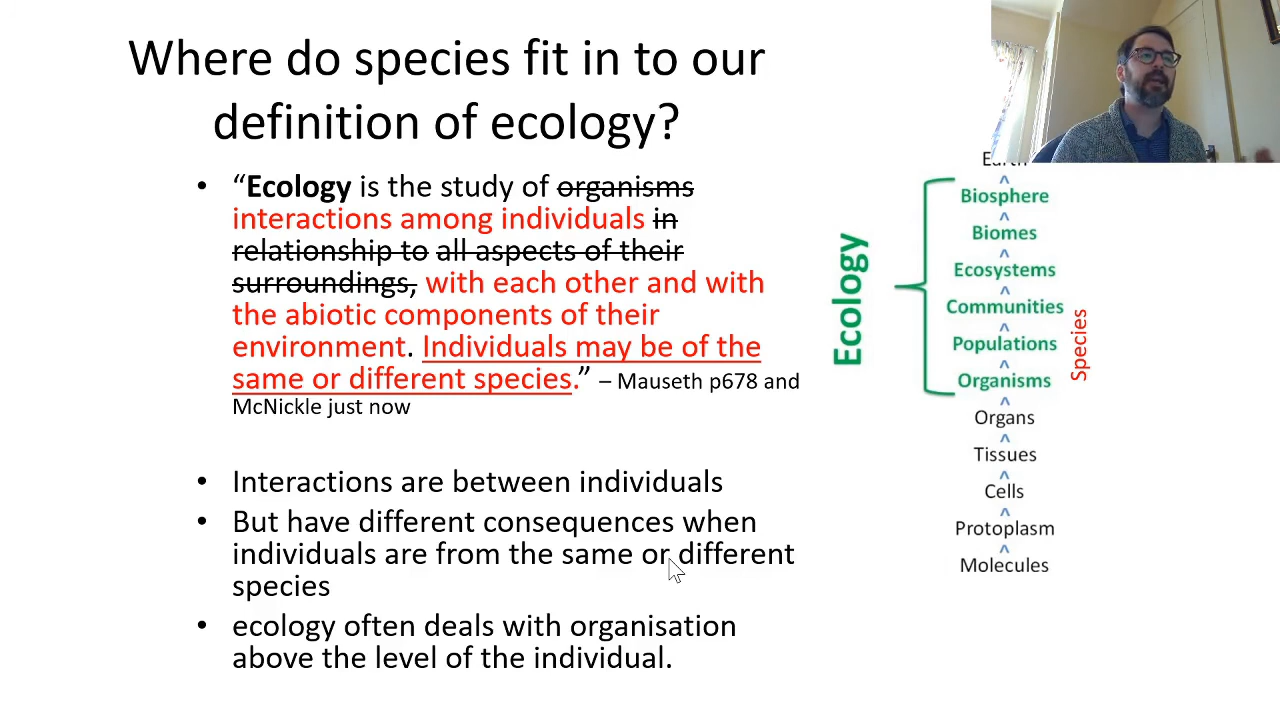 Where do species fit in to our
definition of ecology?
• “Ecology is the study of organisms
interactions among individuals in
relationship to all aspects of their
surroundings, with each other and with
the abiotic components of their
environment. Individuals may be of the
same or different species.” – Mauseth p678 and
McNickle just now
• Interactions are between individuals
• But have different consequences when
individuals are from the same or different
species
• ecology often deals with organisation
above the level of the individual.
Ecology
Earth
^
Biosphere
^
Biomes
^
Ecosystems
^
Communities
^
Populations
^
Organisms
^
Organs
^
Tissues
^
Cells
^
Protoplasm
^
Molecules
Species